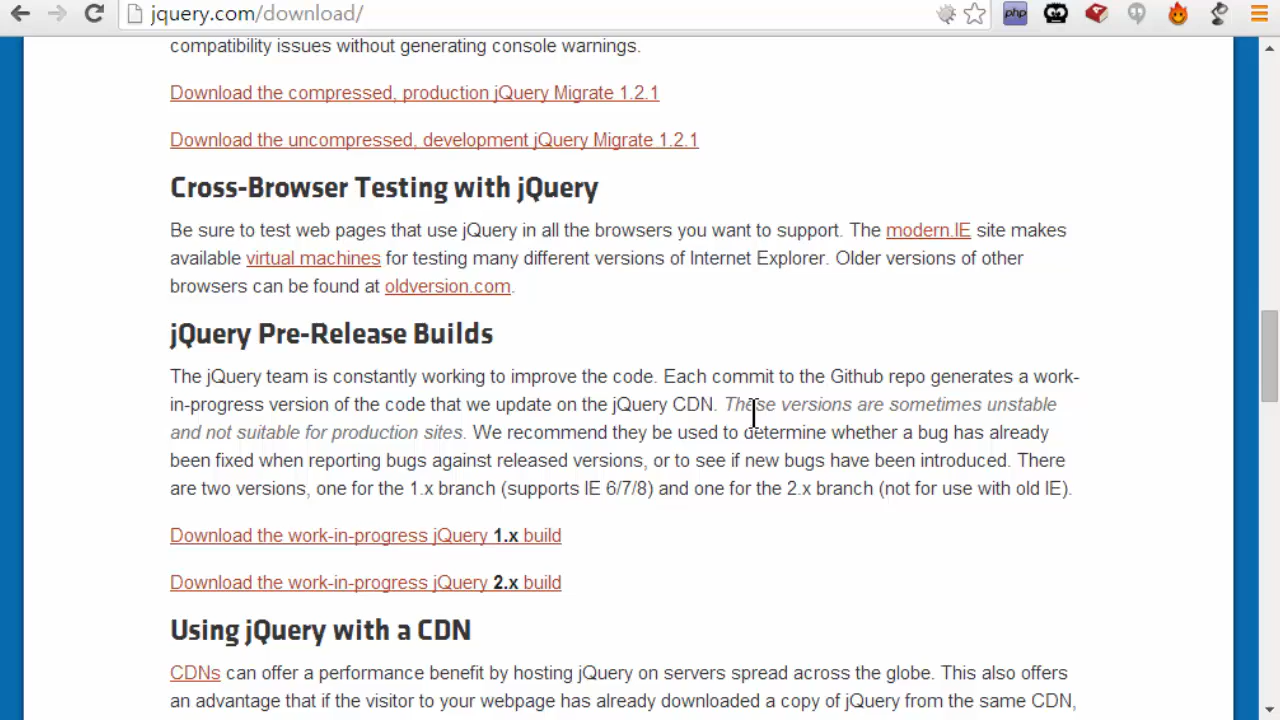 jquery.com/download/
php
compatibility issues without generating console warnings.
Download the compressed, production jQuery Migrate 1.2.1
Download the uncompressed, development jQuery Migrate 1.2.1
Cross-Browser Testing with jQuery
Be sure to test web pages that use jQuery in all the browsers you want to support. The modern.IE site makes
available virtual machines for testing many different versions of Internet Explorer. Older versions of other
browsers can be found at oldversion.com.
jQuery Pre-Release Builds
The jQuery team is constantly working to improve the code. Each commit to the Github repo generates a work-
in-progress version of the code that we update on the jQuery CDN. These versions are sometimes unstable
and not suitable for production sites. We recommend they be used to determine whether a bug has already
been fixed when reporting bugs against released versions, or to see if new bugs have been introduced. There
are two versions, one for the 1.x branch (supports IE 6/7/8) and one for the 2.x branch (not for use with old IE).
Download the work-in-progress jQuery 1.x build
Download the work-in-progress jQuery 2.x build
Using jQuery with a CDN
CDNs can offer a performance benefit by hosting jQuery on servers spread across the globe. This also offers
an advantage that if the visitor to your webpage has already downloaded a copy of jQuery from the same CDN,